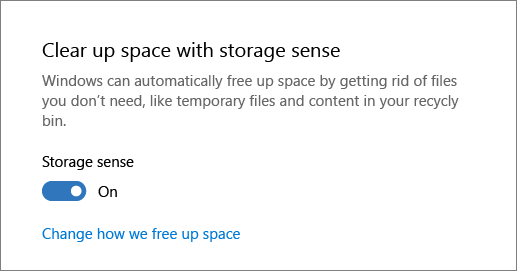 Clear up space with storage sense
Windows can automatically free up space by getting rid of files
you don't need, like temporary files and content in your recycly
bin.
Storage sense
On
Change how we free up space